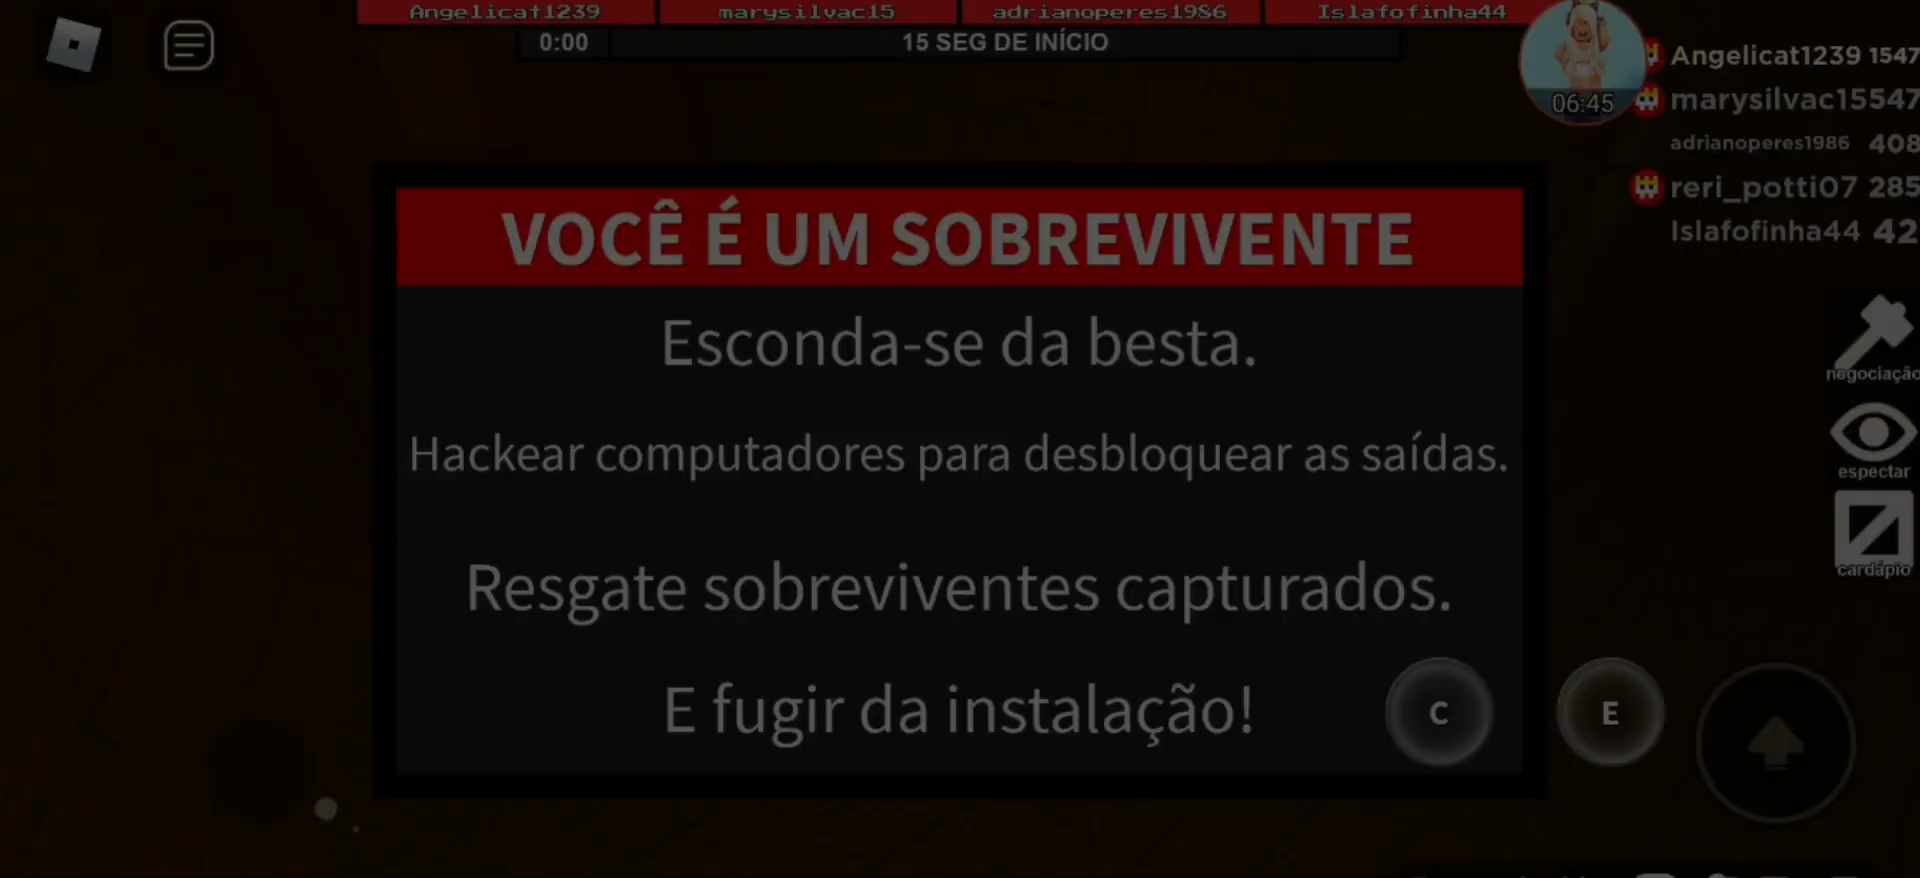 Angelicat1239 marysilvac15 adrianoperes1986 Islafofinha44
0:00 15 SEG DE INÍCIO
06:45
Angelicat1239 1547
marysilvac15547
adrianoperes1986 408
reri_potti07 285
Islafofinha44 42
VOCÊ É UM SOBREVIVENTE
Esconda-se da besta.
Hackear computadores para desbloquear as saídas.
Resgate sobreviventes capturados.
E fugir da instalação!
negociação
espectar
cardápio
C
E